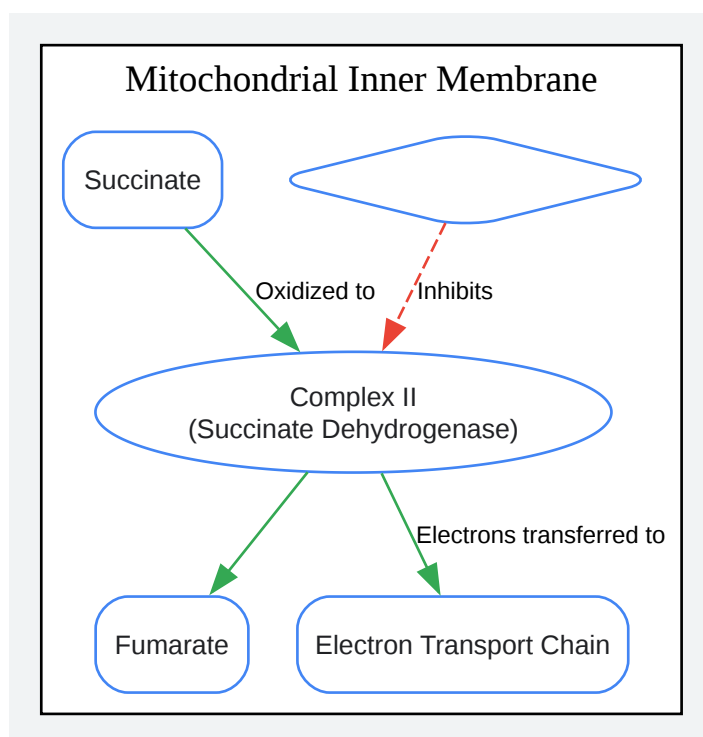 Mitochondrial Inner Membrane
Succinate
Oxidized to
Inhibits
Complex II
(Succinate Dehydrogenase)
Electrons transferred to
Fumarate
Electron Transport Chain